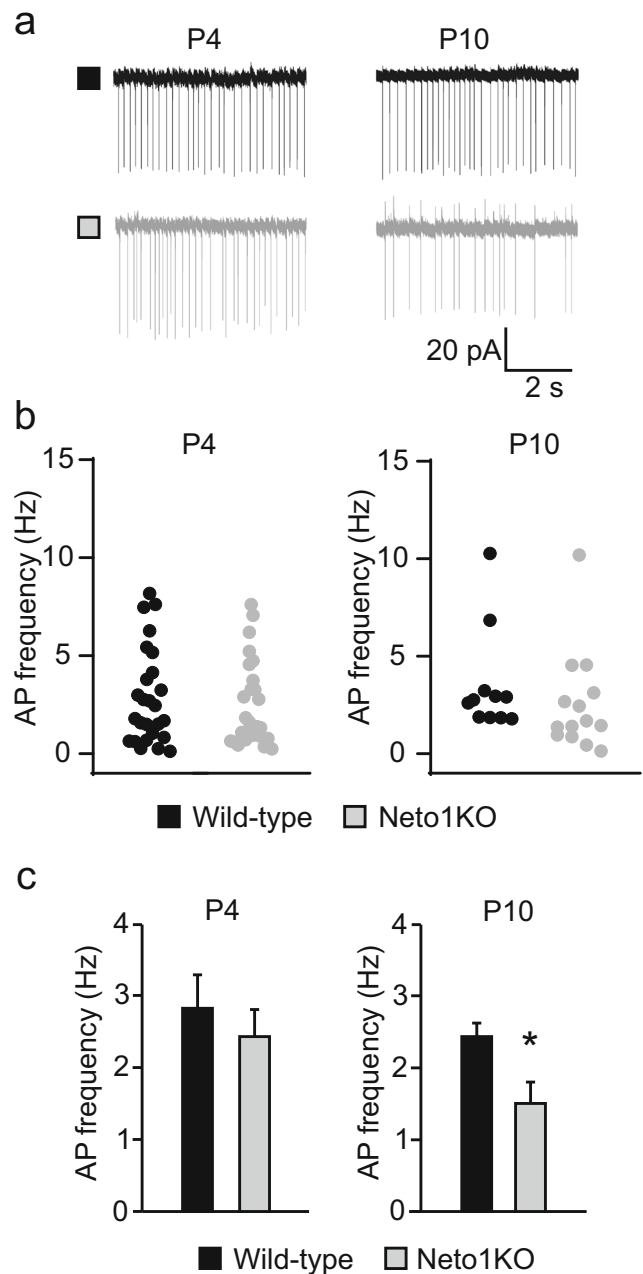 a
P4 P10
20 pA
2 s
b
P4 P10
AP frequency (Hz)
15
10
5
0
AP frequency (Hz)
15
10
5
0
Wild-type Neto1KO
c
P4 P10
AP frequency (Hz)
4
3
2
1
0
AP frequency (Hz)
4
3
2
1
0
*
Wild-type Neto1KO